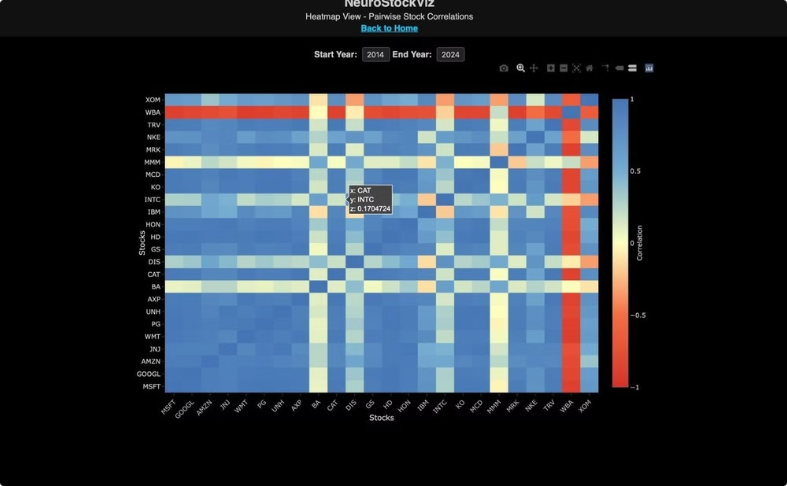 NeuroStockViz
Heatmap View - Pairwise Stock Correlations
Back to Home
Start Year: 2014 End Year: 2024
XOM
WBA
TRV
NKE
MRK
MMM
MCD
KO
INTC
IBM
HON
HD
GS
DIS
CAT
BA
AXP
UNH
PG
WMT
JNJ
AMZN
GOOGL
MSFT
Stocks
x: CAT
y: INTC
z: 0.1704724
MSFT
GOOGL
AMZN
JNJ
WMT
PG
UNH
AXP
BA
CAT
DIS
GS
HD
HON
IBM
INTC
KO
MCD
MMM
MRK
NKE
TRV
WBA
XOM
Stocks
1
0.5
0
−0.5
−1
Correlation